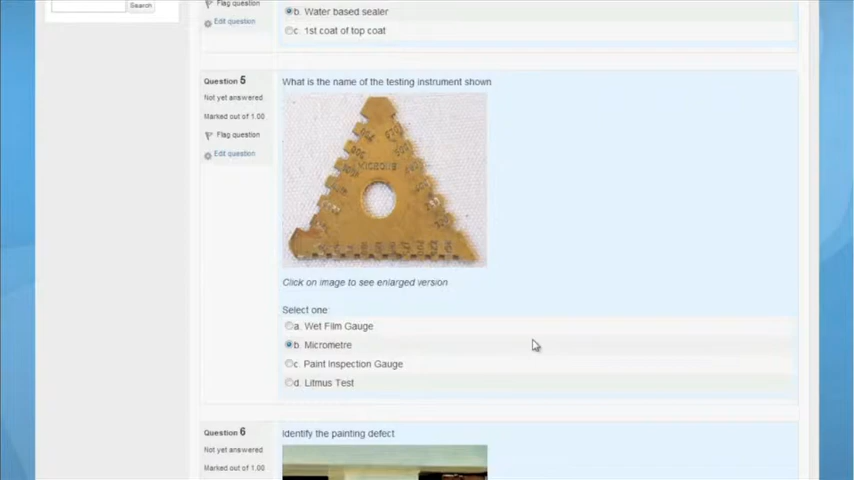 Flag question
b. Water based sealer
Search
Edit question
c. 1st coat of top coat
Question 5
What is the name of the testing instrument shown
Not yet answered
Marked out of 1.00
Flag question
Edit question
Click on image to see enlarged version
Select one:
a. Wet Film Gauge
b. Micrometre
c. Paint Inspection Gauge
d. Litmus Test
Question 6
Identify the painting defect
Not yet answered
Marked out of 1.00